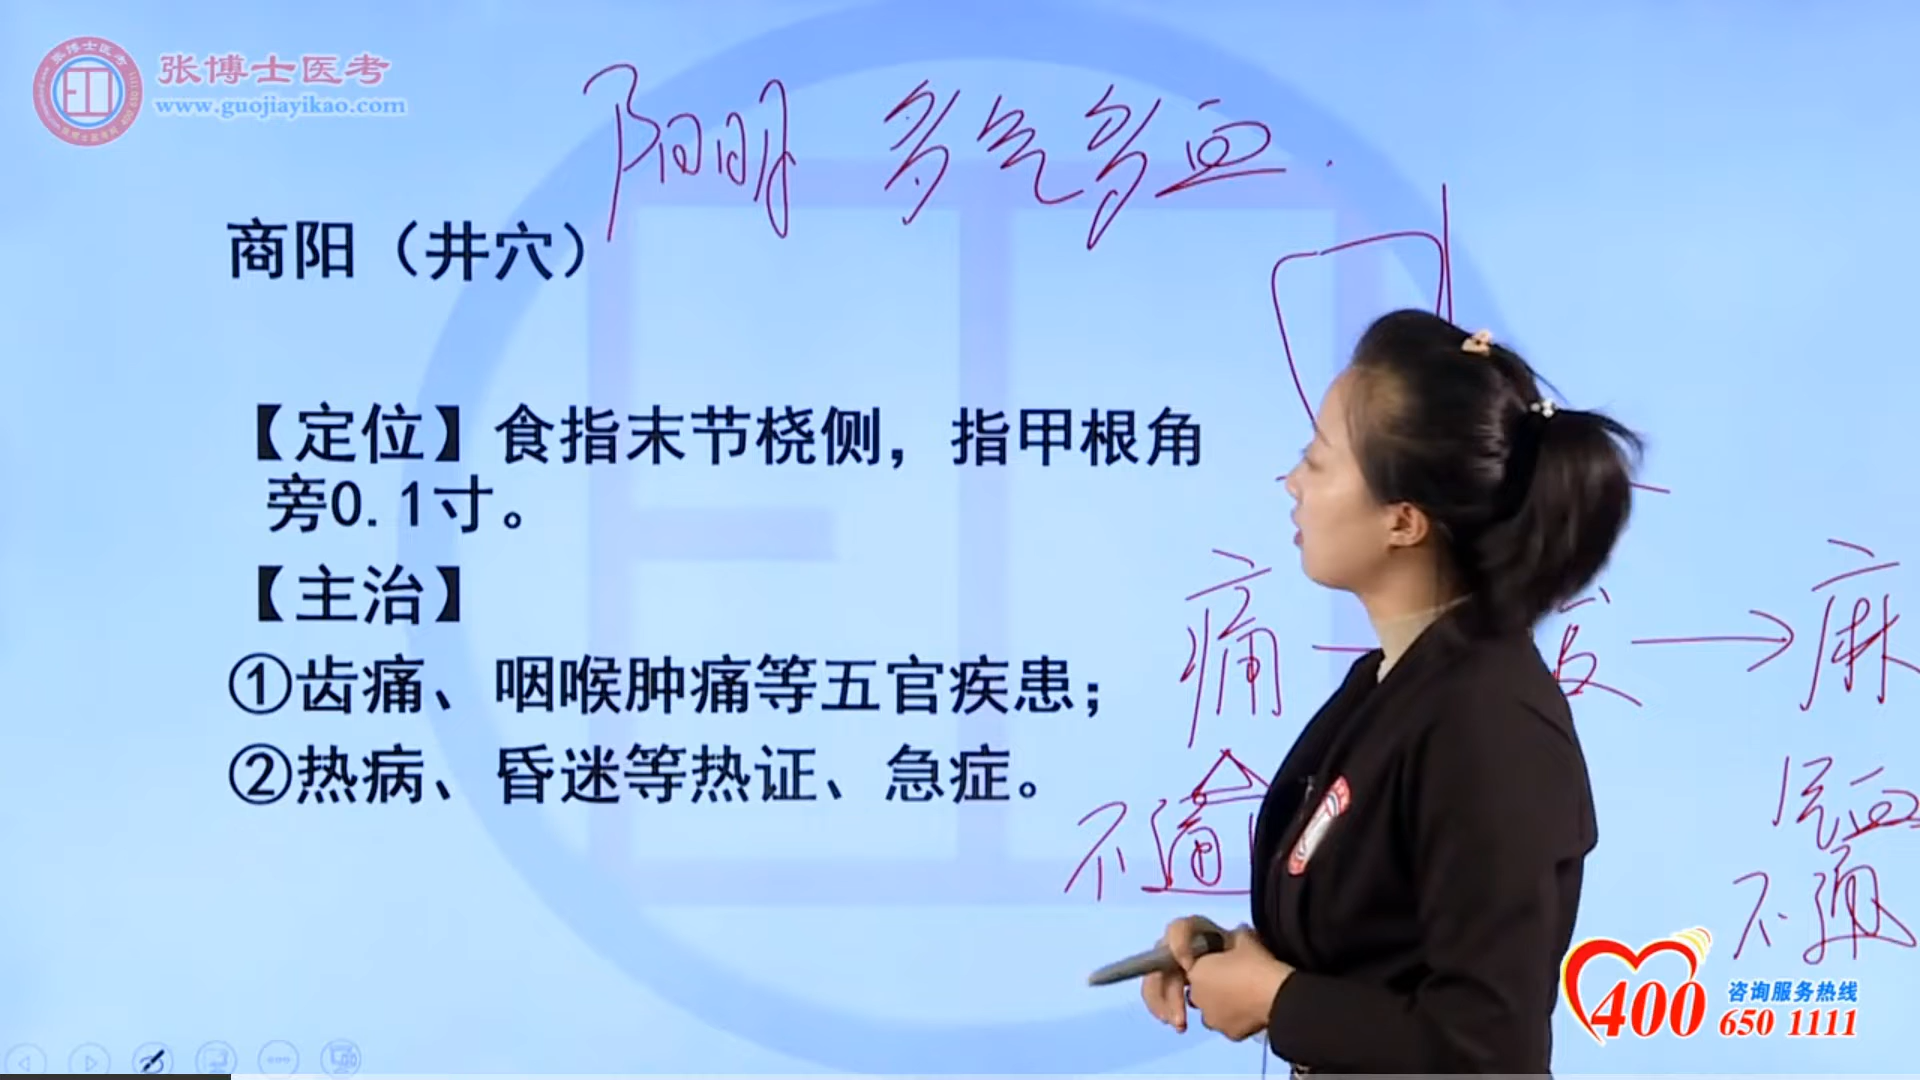 张博士医考
www.guojiayikao.com
阳明 多气多血.
商阳（井穴）
【定位】食指末节桡侧，指甲根角
旁0.1寸。
【主治】
①齿痛、咽喉肿痛等五官疾患；
②热病、昏迷等热证、急症。
痛 → 麻
不通
气血
不通
400 咨询服务热线
650 1111